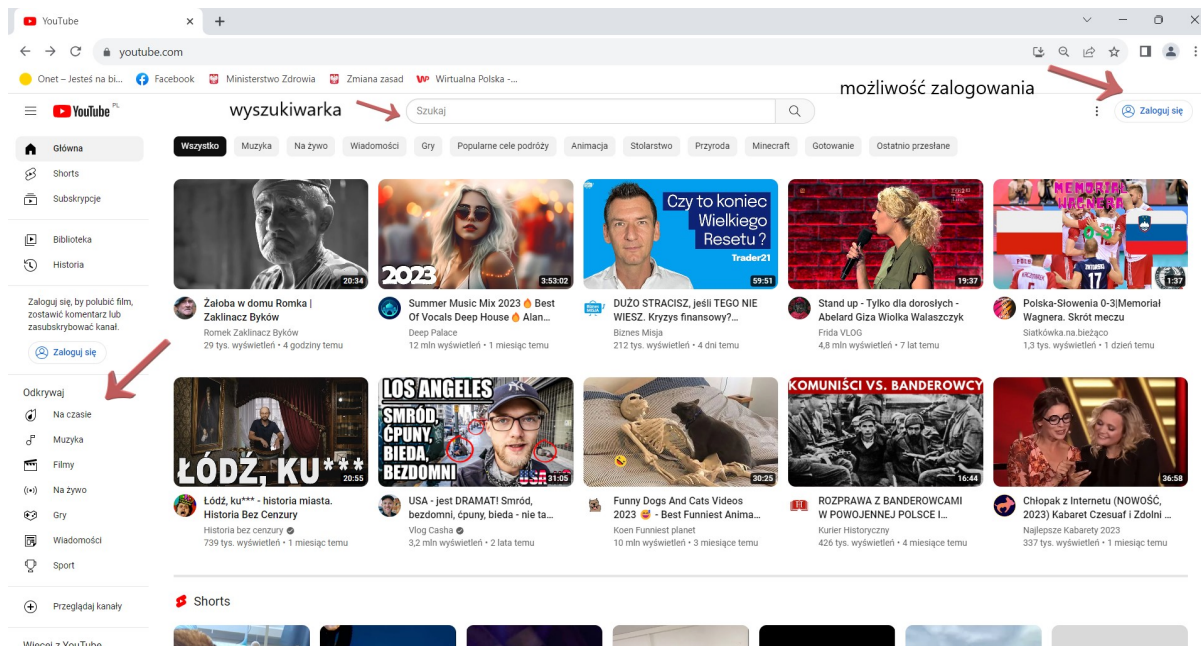 YouTube
youtube.com
Onet – Jesteś na bi...
Facebook
Ministerstwo Zdrowia
Zmiana zasad
Wirtualna Polska -...
możliwość zalogowania
YouTube PL
wyszukiwarka
Szukaj
Zaloguj się
Główna
Shorts
Subskrypcje
Biblioteka
Historia
Zaloguj się, by polubić film,
zostawić komentarz lub
zasubskrybować kanał.
Zaloguj się
Odkrywaj
Na czasie
Muzyka
Filmy
Na żywo
Gry
Wiadomości
Sport
Przeglądaj kanały
Więcej z YouTube
Wszystko
Muzyka
Na żywo
Wiadomości
Gry
Popularne cele podróży
Animacja
Stolarstwo
Przyroda
Minecraft
Gotowanie
Ostatnio przesłane
20:34
Żałoba w domu Romka |
Zaklinacz Byków
Romek Zaklinacz Byków
29 tys. wyświetleń • 4 godziny temu
2023
3:53:02
Summer Music Mix 2023 🔥 Best
Of Vocals Deep House 🔥 Alan...
Deep Palace
12 mln wyświetleń • 1 miesiąc temu
Czy to koniec
Wielkiego
Resetu ?
Trader21
59:51
DUŻO STRACISZ, jeśli TEGO NIE
WIESZ. Kryzys finansowy?...
Biznes Misja
212 tys. wyświetleń • 4 dni temu
19:37
Stand up - Tylko dla dorosłych -
Abelard Giza Wiolka Walaszczyk
Frida VLOG
4,8 mln wyświetleń • 7 lat temu
MEMORIAŁ
WAGNERA
0-3
17
1:37
Polska-Słowenia 0-3|Memoriał
Wagnera. Skrót meczu
Siatkówka.na.bieżąco
1,3 tys. wyświetleń • 1 dzień temu
ŁÓDŹ, KU***
20:55
Łódź, ku*** - historia miasta.
Historia Bez Cenzury
Historia bez cenzury
739 tys. wyświetleń • 1 miesiąc temu
LOS ANGELES
SMRÓD,
ĆPUNY,
BIEDA,
BEZDOMNI
31:05
USA - jest DRAMAT! Smród,
bezdomni, ćpuny, bieda - nie ta...
Vlog Casha
3,2 mln wyświetleń • 2 lata temu
30:25
Funny Dogs And Cats Videos
2023 😅 - Best Funniest Anima...
Koen Funniest planet
10 mln wyświetleń • 3 miesiące temu
KOMUNIŚCI VS. BANDEROWCY
16:44
ROZPRAWA Z BANDEROWCAMI
W POWOJENNEJ POLSCE I...
Kurier Historyczny
426 tys. wyświetleń • 4 miesiące temu
36:58
Chłopak z Internetu (NOWOŚĆ,
2023) Kabaret Czesuaf i Zdolni ...
Najlepsze Kabarety 2023
337 tys. wyświetleń • 1 miesiąc temu
Shorts